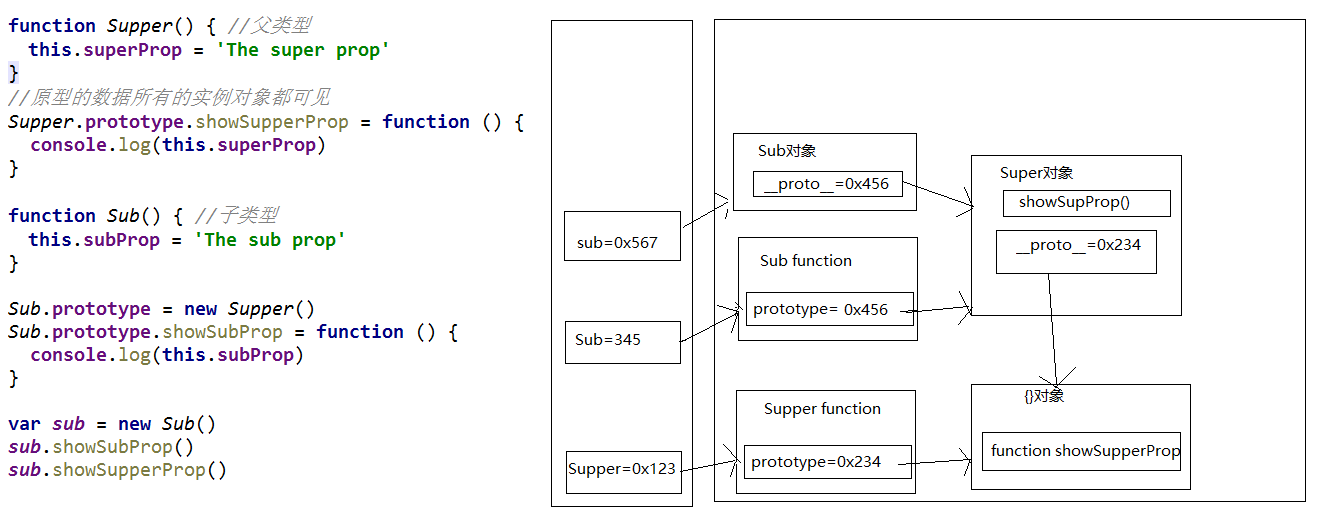 function Supper() { //父类型
  this.superProp = 'The super prop'
}
//原型的数据所有的实例对象都可见
Supper.prototype.showSupperProp = function () {
  console.log(this.superProp)
}
function Sub() { //子类型
  this.subProp = 'The sub prop'
}
Sub.prototype = new Supper()
Sub.prototype.showSubProp = function () {
  console.log(this.subProp)
}
var sub = new Sub()
sub.showSubProp()
sub.showSupperProp()
sub=0x567
Sub=345
Supper=0x123
Sub对象
__proto__=0x456
Sub function
prototype= 0x456
Supper function
prototype=0x234
Super对象
showSupProp()
__proto__=0x234
{}对象
function showSupperProp